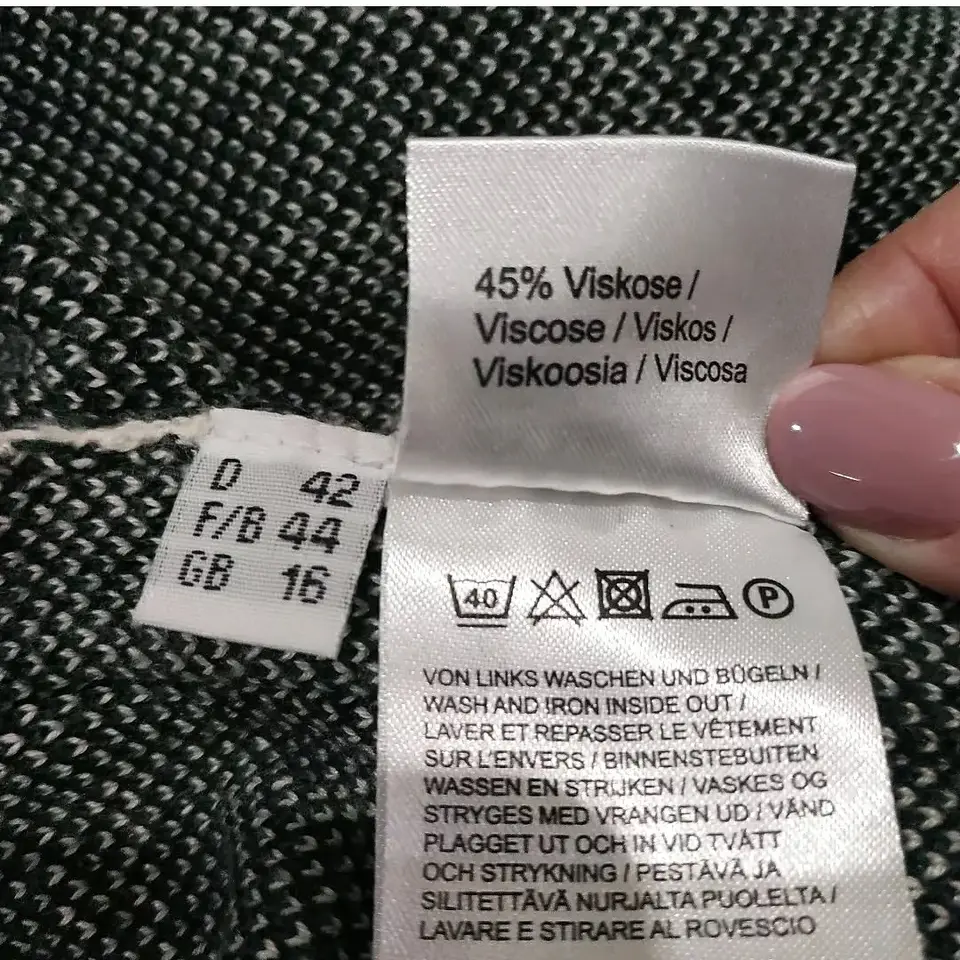 45% Viskose /
Viscose / Viskos /
Viskoosia / Viscosa
D 42
F/B 44
GB 16
40
P
VON LINKS WASCHEN UND BÜGELN /
WASH AND IRON INSIDE OUT /
LAVER ET REPASSER LE VÊTEMENT
SUR L'ENVERS / BINNENSTEBUITEN
WASSEN EN STRIJKEN / VASKES OG
STRYGES MED VRANGEN UD / VÄND
PLAGGET UT OCH IN VID TVÄTT
OCH STRYKNING / PESTÄVÄ JA
SILITETTÄVÄ NURJALTA PUOLELTA /
LAVARE E STIRARE AL ROVESCIO